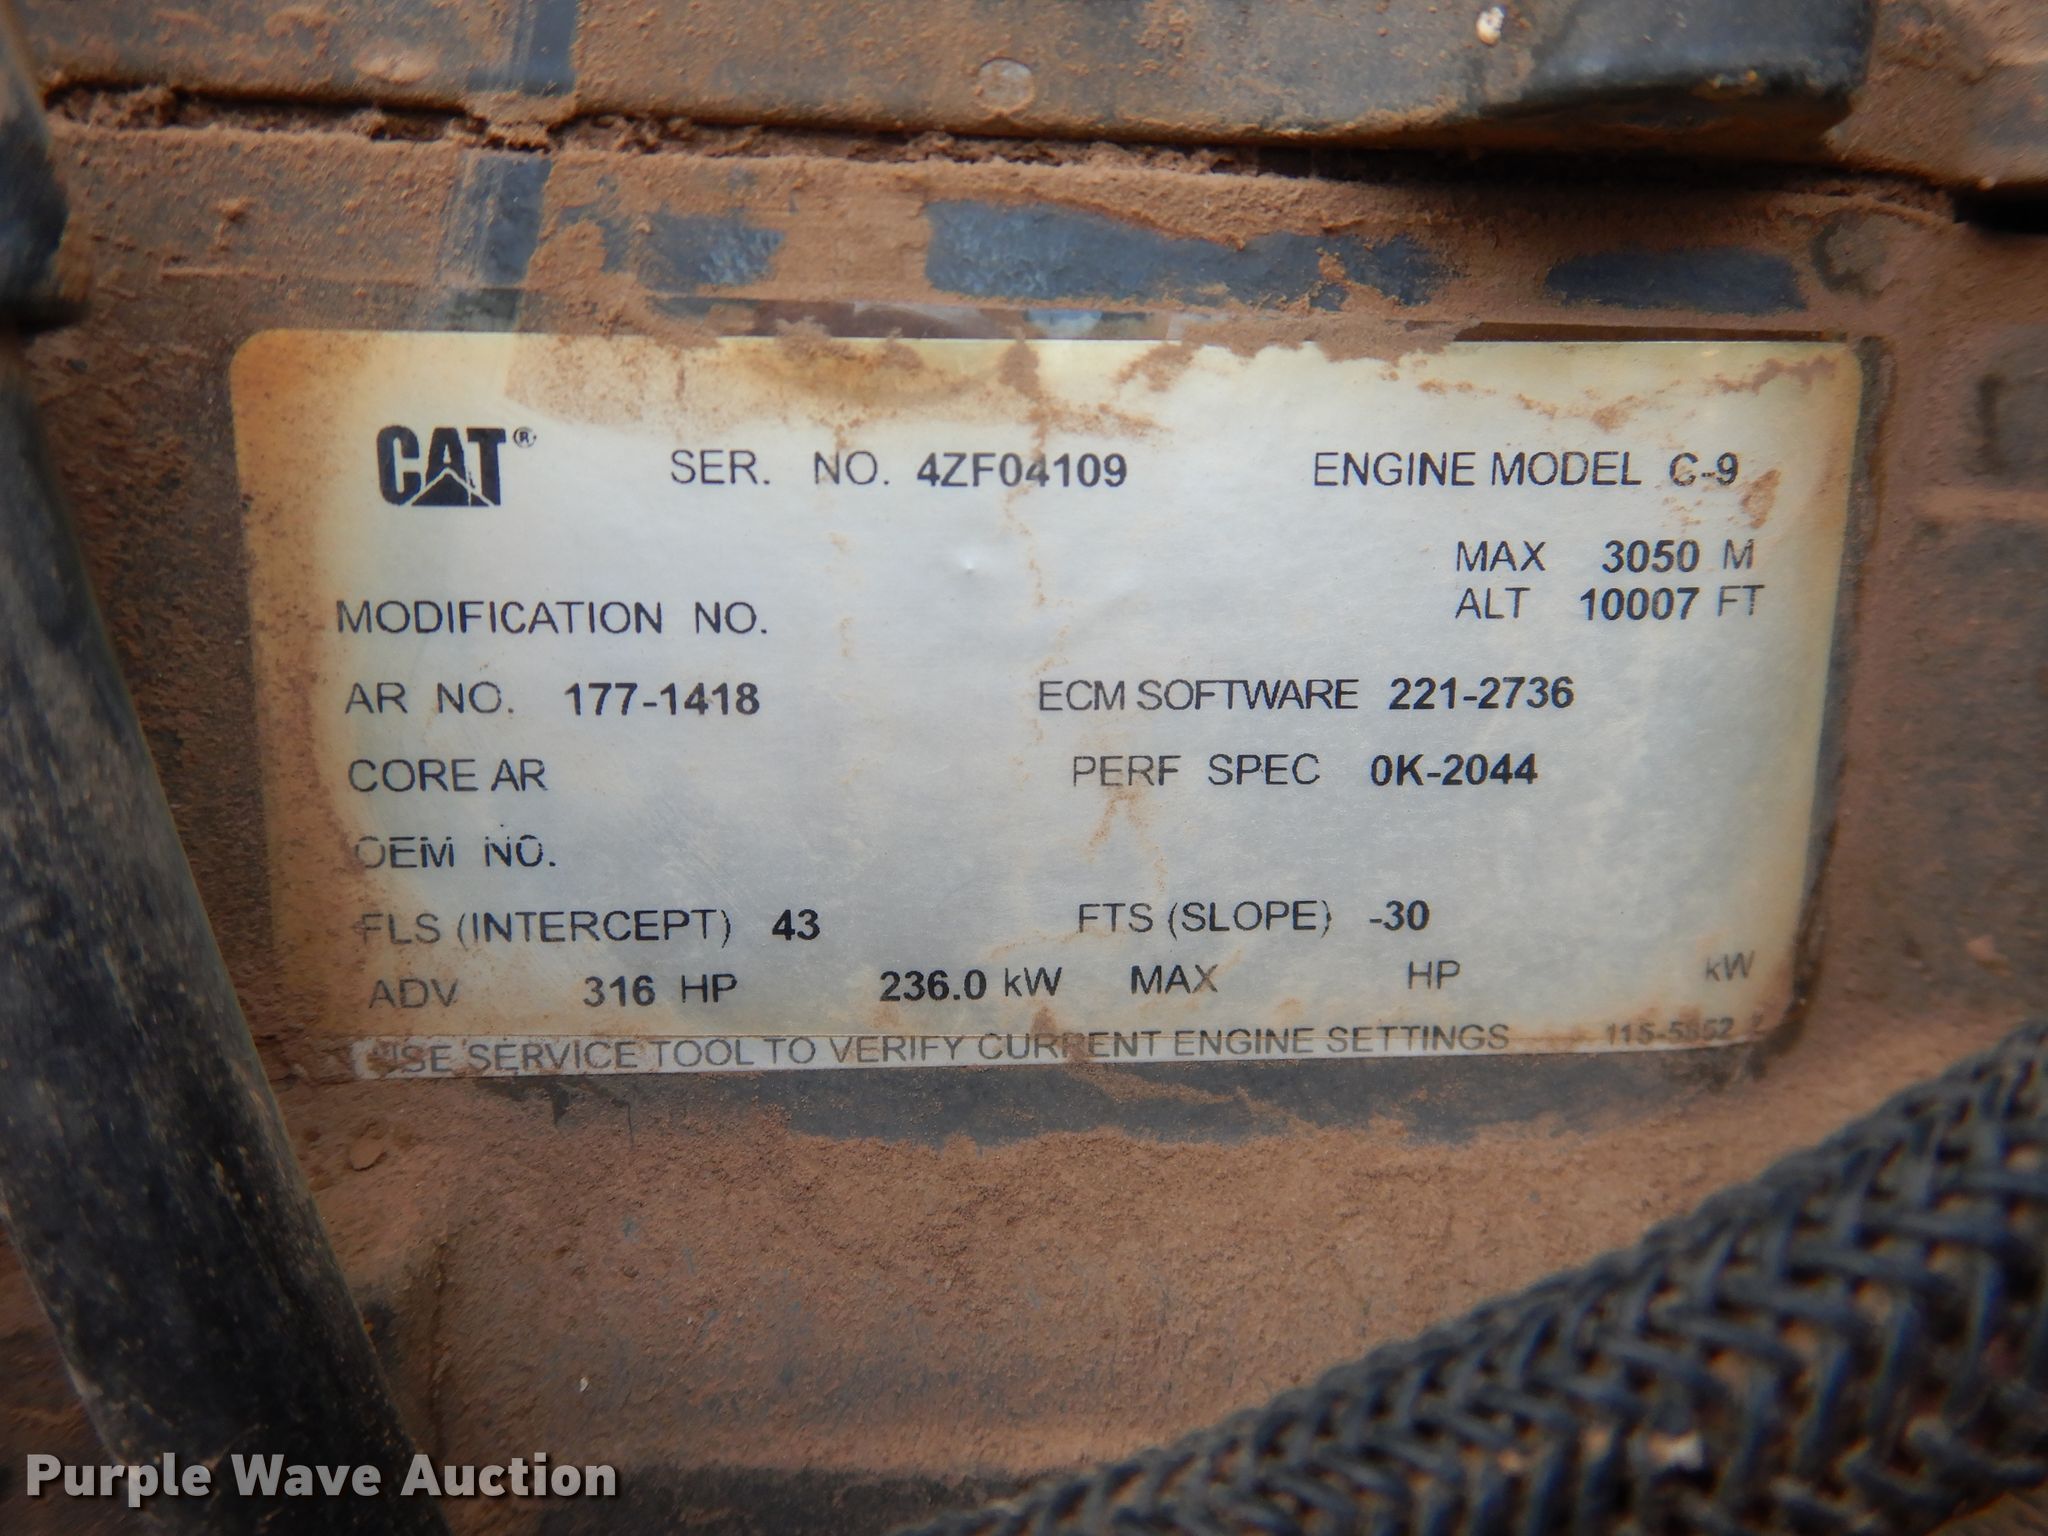 CAT® SER. NO. 4ZF04109 ENGINE MODEL C-9
MAX 3050 M
MODIFICATION NO. ALT 10007 FT
AR NO. 177-1418 ECM SOFTWARE 221-2736
CORE AR PERF SPEC 0K-2044
OEM NO.
FLS (INTERCEPT) 43 FTS (SLOPE) -30
ADV 316 HP 236.0 kW MAX HP kW
USE SERVICE TOOL TO VERIFY CURRENT ENGINE SETTINGS
Purple Wave Auction